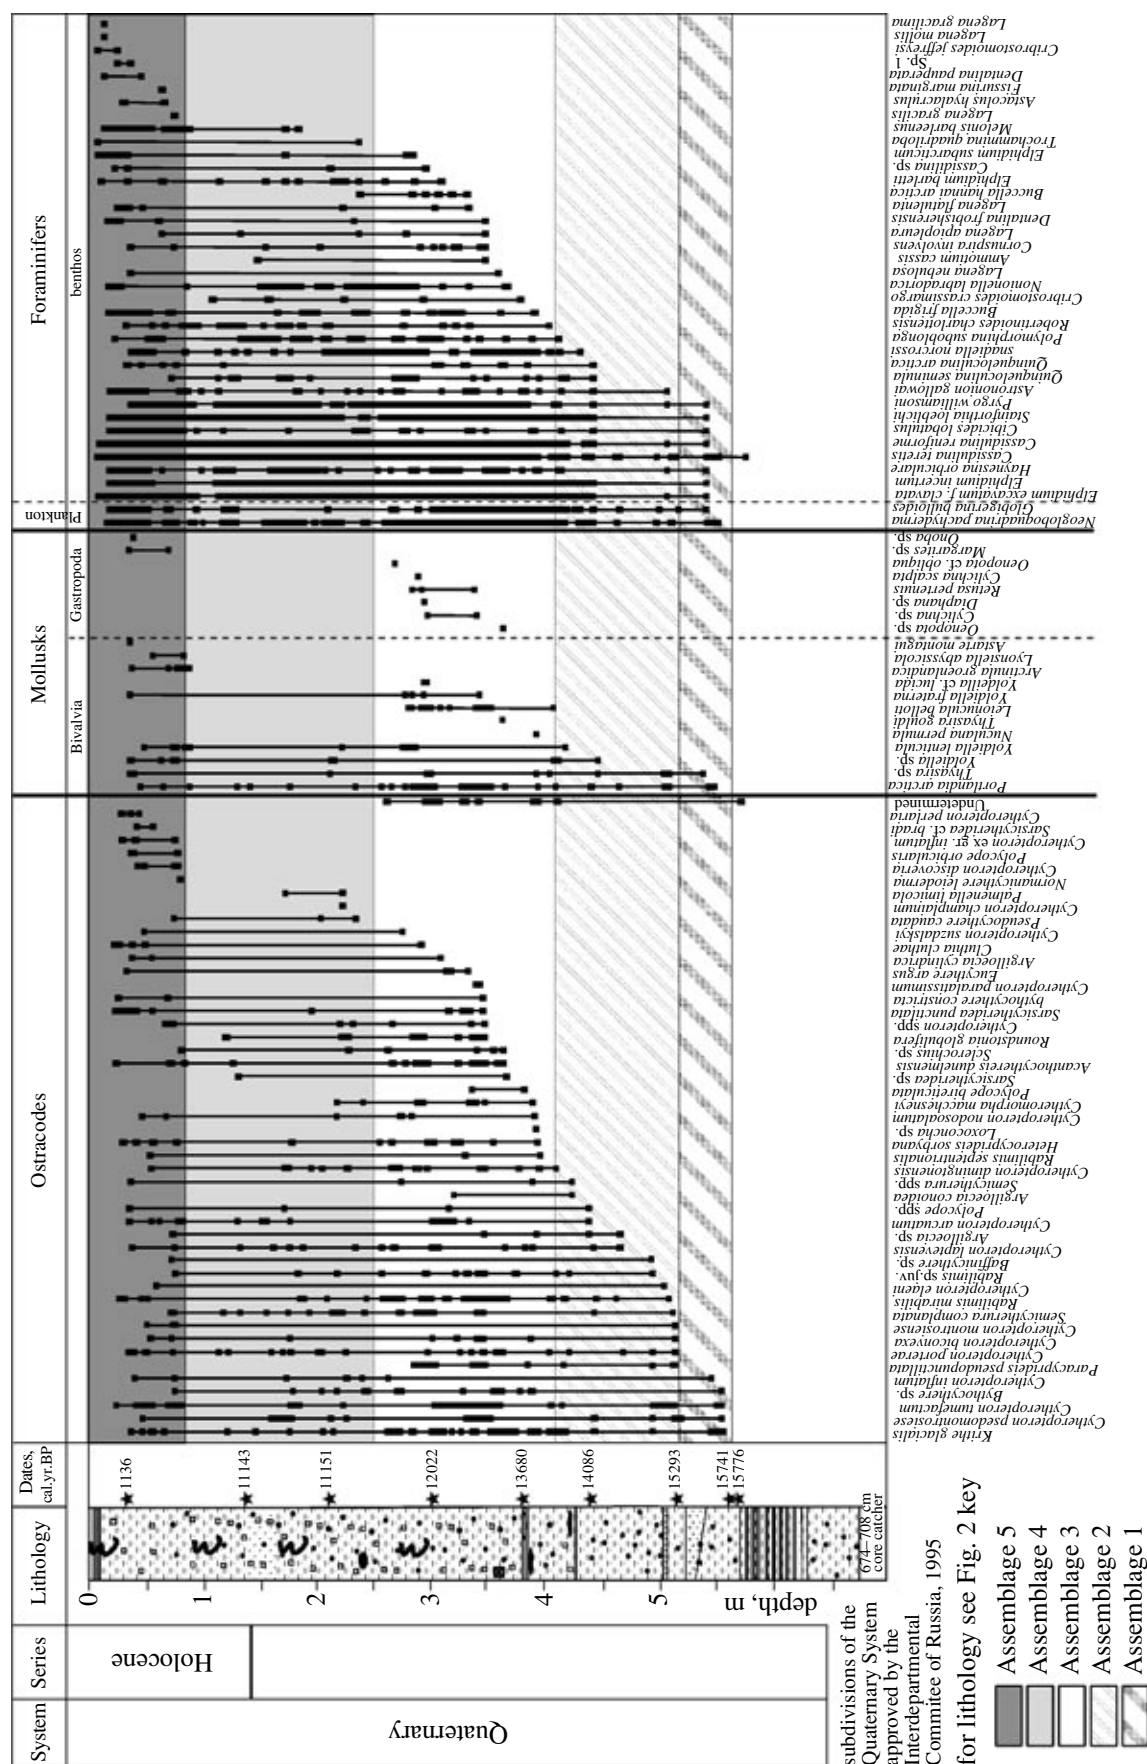 System
Series
Lithology
Dates,
cal.yr.BP
Ostracodes
Mollusks
Foraminifers
Bivalvia
Gastropoda
Plankton
benthos
Quaternary
Holocene
0
1
2
3
4
5
depth, m
674–708 cm
core catcher
1136
11143
11151
12022
13680
14086
15293
15741
15776
Krithe glacialis
Cytheropteron psedomontrosiese
Cytheropteron tumefactum
Bythocythere sp.
Cytheropteron inflatum
Paracyprideis pseudopunctillata
Cytheropteron porterae
Cytheropteron biconvexa
Cytheropteron montrosiense
Semicytherura complanata
Rabilimis mirabilis
Cytheropteron elaeni
Rabilimis sp.juv.
Baffinicythere sp.
Cytheropteron laptevensis
Argilloecia sp.
Cytheropteron arcuatum
Polycope spp.
Argilloecia conoidea
Semicytherura spp.
Cytheropteron dimlingtonensis
Rabilimis septentrionalis
Heterocyprideis sorbyana
Loxoconcha sp.
Cytheropteron nodosoalatum
Cytheromorpha macchesneyi
Polycope bireticulata
Sarsicytheridea sp.
Acanthocythereis dunelmensis
Sclerochius sp.
Roundstonia globulifera
Cytheropteron spp.
Sarsicytheridea punctillata
bythocythere constricta
Cytheropteron paralatissimum
Eucythere argus
Argilloecia cylindrica
Cluthia cluthae
Cytheropteron suzdalskyi
Pseudocythere caudata
Cytheropteron champlainum
Palmenella limicola
Normanicythere leioderma
Cytheropteron discoveria
Polycope orbicularis
Cytheropteron ex gr. inflatum
Sarsicytheridea cf. bradi
Cytheropteron perlaria
Undetermined
Portlandia arctica
Thyasira sp.
Yoldiella sp.
Yoldiella lenticula
Nuculana permula
Thyasira gouldi
Leionucula belloti
Yoldiella fraterna
Yoldeilla cf. lucida
Arctinula groenlandica
Lyonsiella abyssicola
Astarte montagui
Oenopota sp.
Cylichna sp.
Diaphana sp.
Retusa pertenuis
Cylichna scalpta
Oenopota cf. obliqua
Margarites sp.
Onoba sp.
Neogloboquadrina pachyderma
Globigerina bulloides
Elphidium excavatum f. clavata
Elphidium incertum
Haynesina orbiculare
Cassidulina teretis
Cassidulina reniforme
Cibicides lobatulus
Stainforthia loeblichi
Pyrgo williamsoni
Astrononion gallowai
Quinqueloculina seminula
Quinqueloculina arctica
snadiella norcrossi
Polymorphina suboblonga
Robertinoides charlottensis
Buccella frigida
Cribrostomoides crassimargo
Nonionella labradorica
Lagena nebulosa
Ammotium cassis
Cornuspira involvens
Lagena apiopleura
Dentalina frobisherensis
Lagena flatulenta
Buccella hannai arctica
Elphidium bartletti
Cassidilina sp.
Elphidium subarcticum
Trochammina quadriloba
Melonis barleenus
Lagena gracilis
Astacolus hyalacrulus
Fissurina marginata
Dentalina pauperata
Sp. 1
Cribrostomoides jeffreysi
Lagena mollis
Lagena gracilima
subdivisions of the
Quaternary System
approved by the
Interdepartmental
Commitee of Russia, 1995
for lithology see Fig. 2 key
Assemblage 5
Assemblage 4
Assemblage 3
Assemblage 2
Assemblage 1